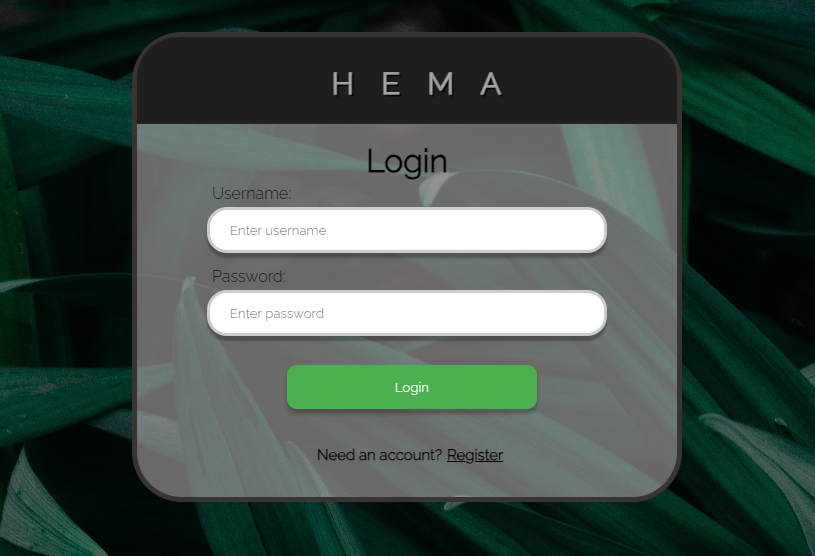 H E M A
Login
Username:
Enter username
Password:
Enter password
Login
Need an account? Register